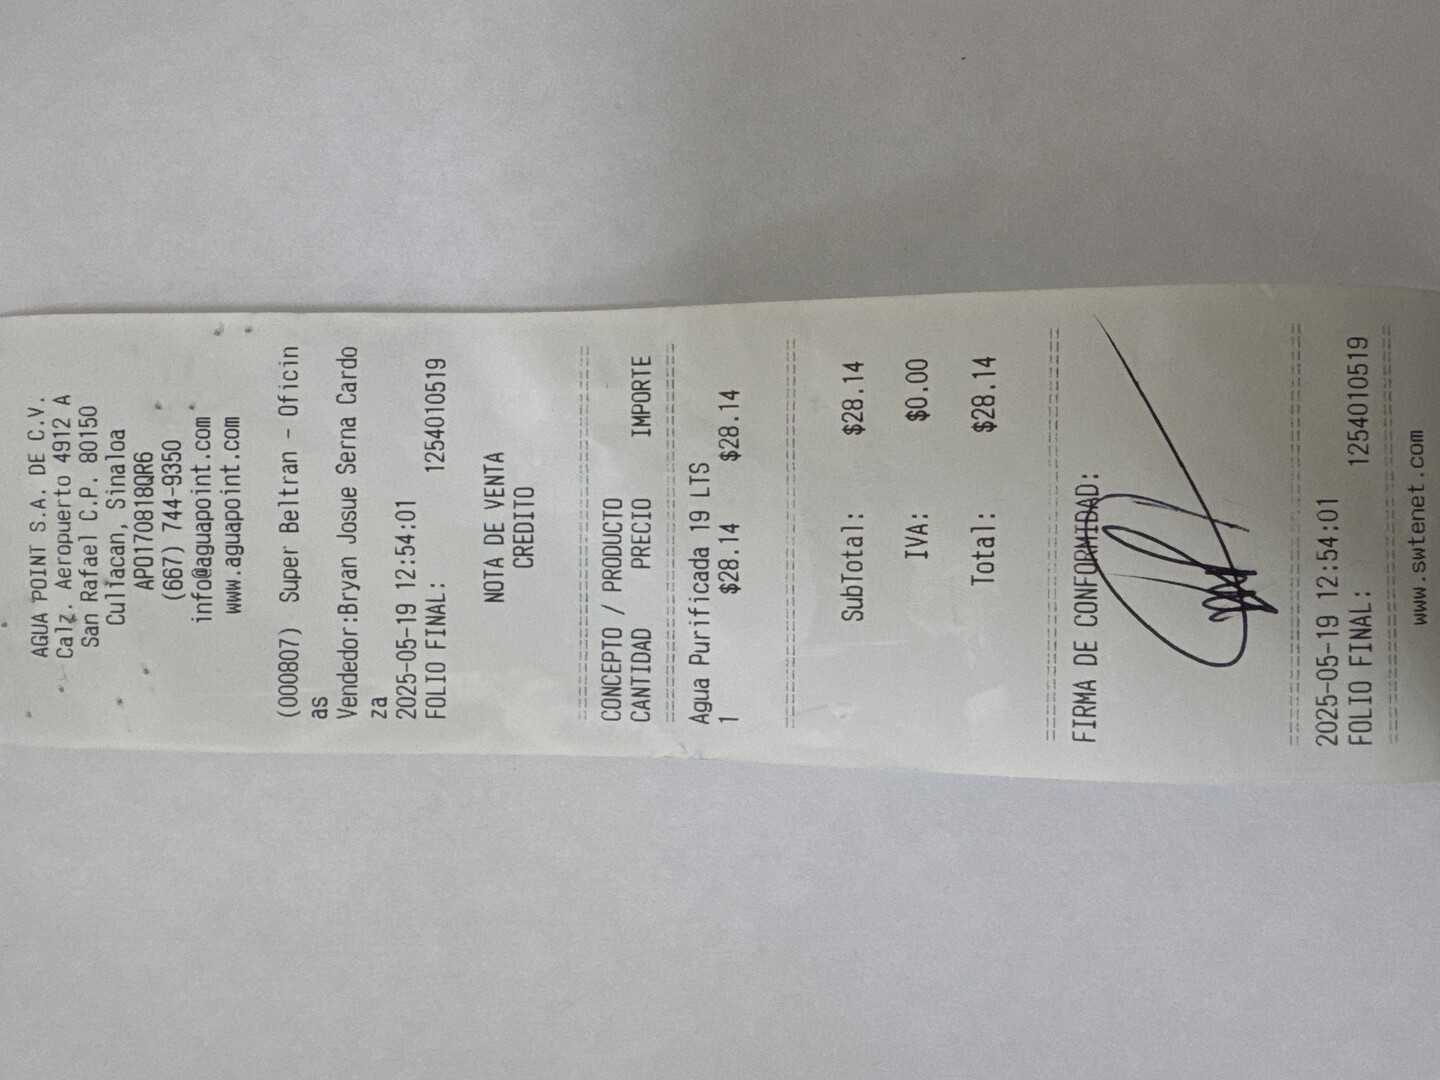 AGUA POINT S.A. DE C.V.
Calz. Aeropuerto 4912 A
San Rafael C.P. 80150
Culiacan, Sinaloa
APO170818QR6
(667) 744-9350
info@aguapoint.com
www.aguapoint.com
(000807) Super Beltran - Oficin
as
Vendedor:Bryan Josue Serna Cardo
za
2025-05-19 12:54:01
FOLIO FINAL: 1254010519
NOTA DE VENTA
CREDITO
CONCEPTO / PRODUCTO
CANTIDAD PRECIO IMPORTE
Agua Purificada 19 LTS
1 $28.14 $28.14
SubTotal: $28.14
IVA: $0.00
Total: $28.14
FIRMA DE CONFORMIDAD:
2025-05-19 12:54:01
FOLIO FINAL: 1254010519
www.swtenet.com